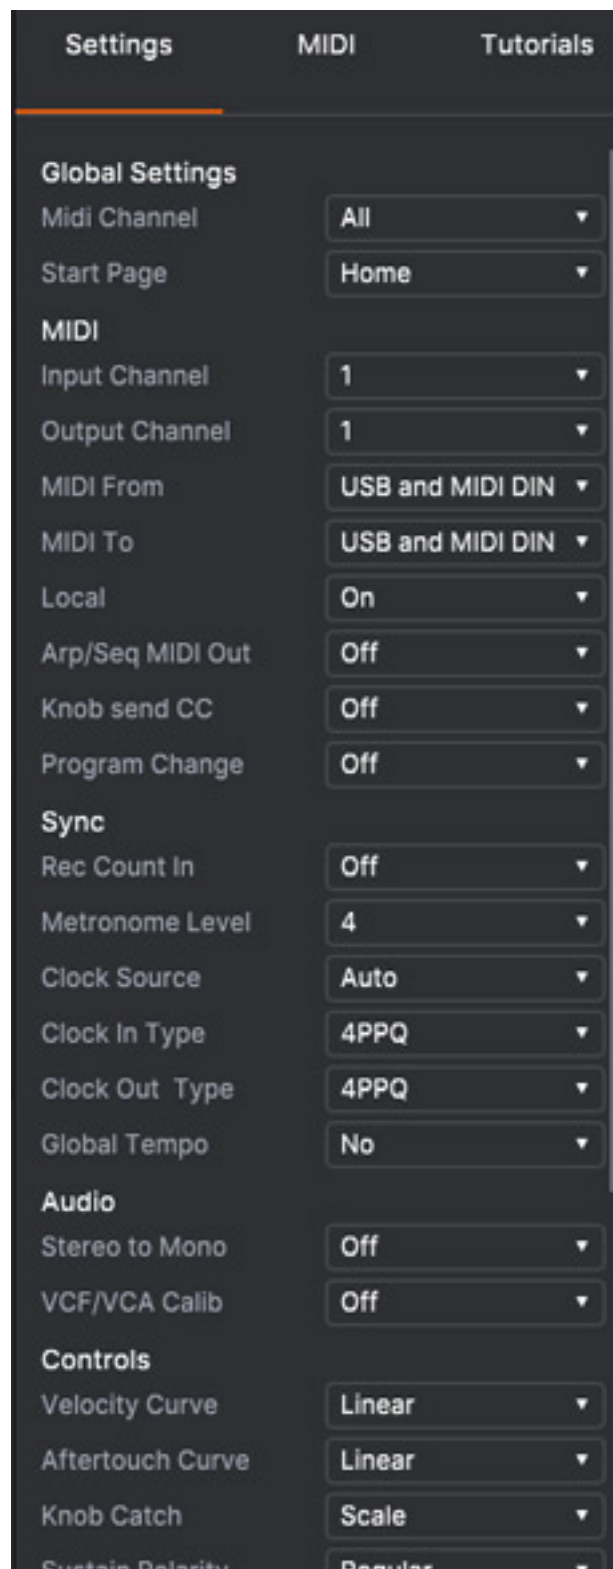 Settings MIDI Tutorials
Global Settings
Midi Channel All
Start Page Home
MIDI
Input Channel 1
Output Channel 1
MIDI From USB and MIDI DIN
MIDI To USB and MIDI DIN
Local On
Arp/Seq MIDI Out Off
Knob send CC Off
Program Change Off
Sync
Rec Count In Off
Metronome Level 4
Clock Source Auto
Clock In Type 4PPQ
Clock Out Type 4PPQ
Global Tempo No
Audio
Stereo to Mono Off
VCF/VCA Calib Off
Controls
Velocity Curve Linear
Aftertouch Curve Linear
Knob Catch Scale
Sustain Polarity Regular